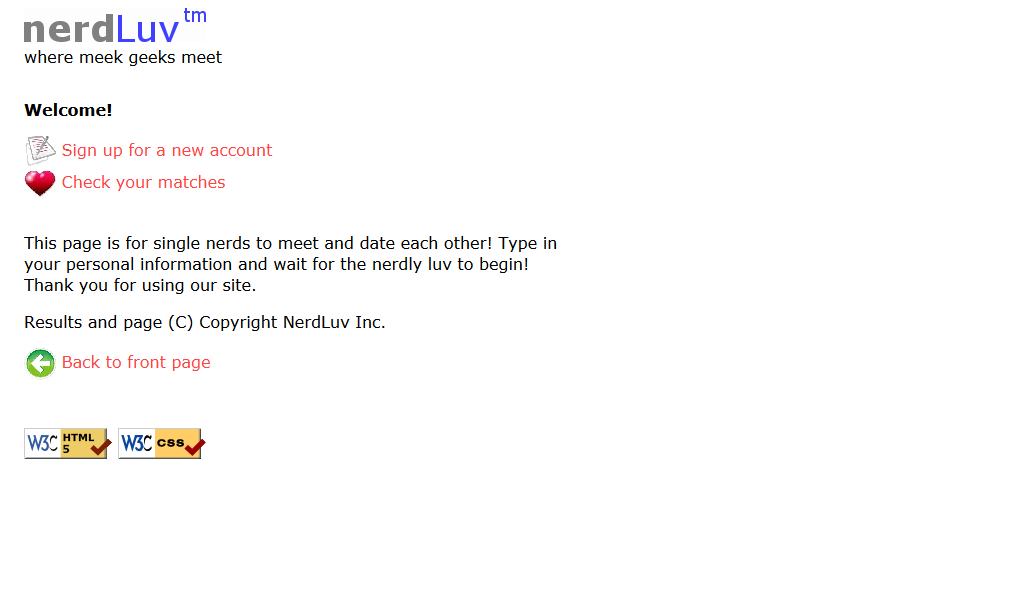 nerdLuv™
where meek geeks meet
Welcome!
Sign up for a new account
Check your matches
This page is for single nerds to meet and date each other! Type in
your personal information and wait for the nerdly luv to begin!
Thank you for using our site.
Results and page (C) Copyright NerdLuv Inc.
Back to front page
W3C HTML 5 W3C CSS